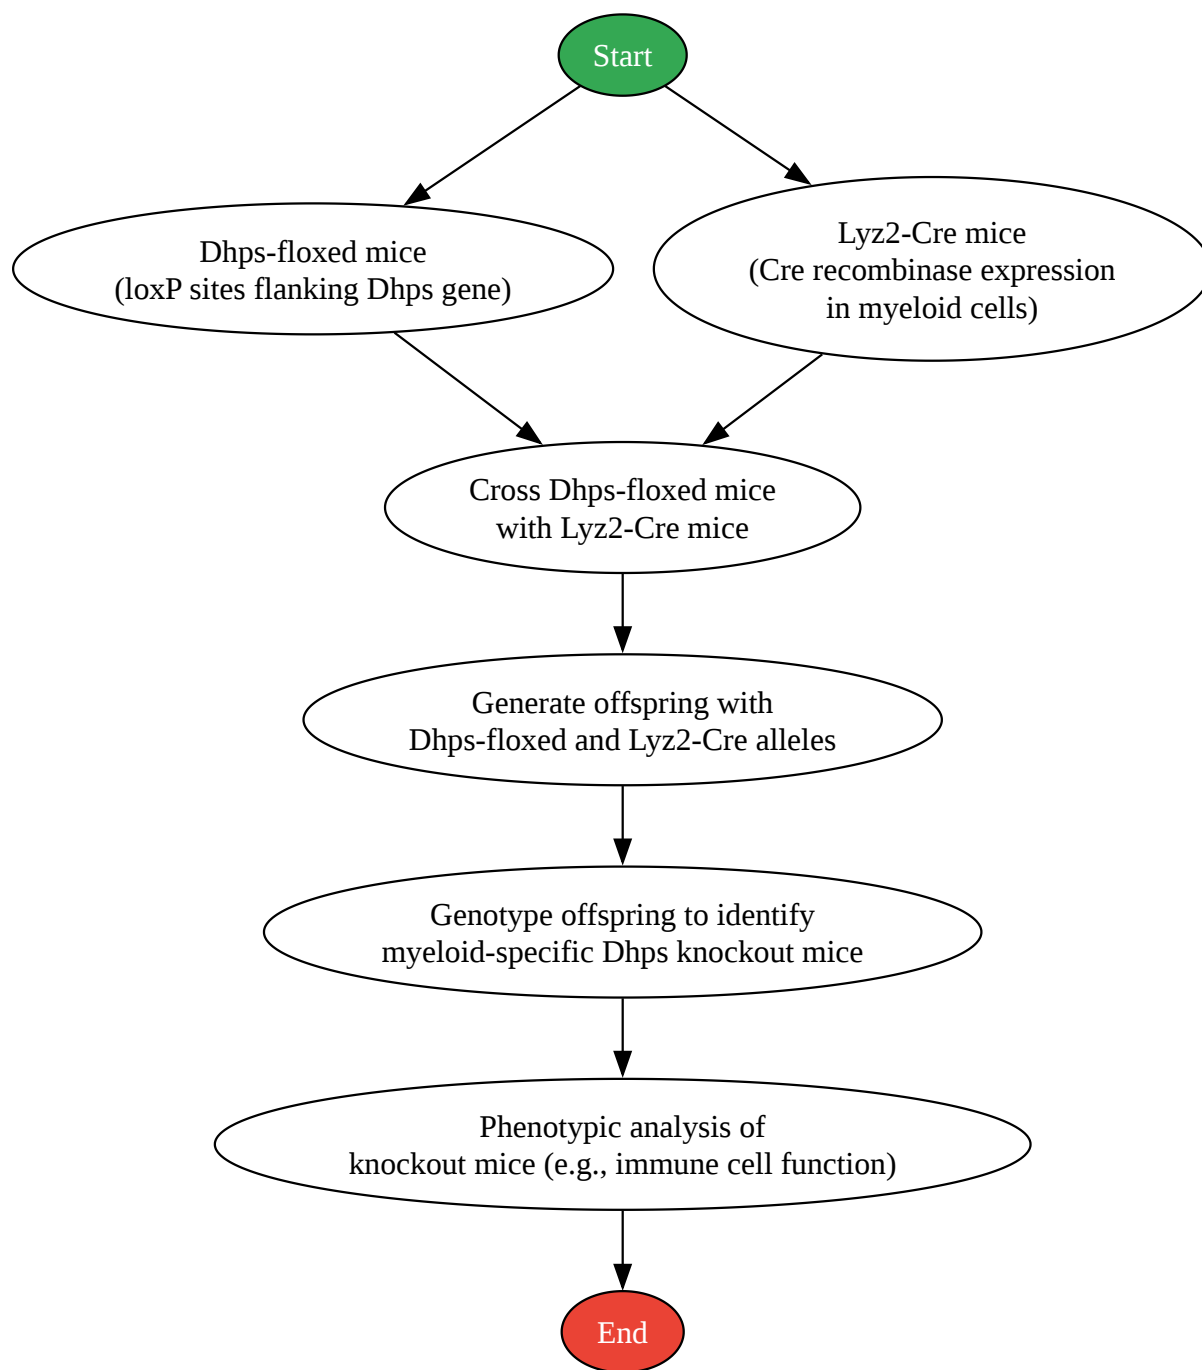 Start
Dhps-floxed mice
(loxP sites flanking Dhps gene)
Lyz2-Cre mice
(Cre recombinase expression
in myeloid cells)
Cross Dhps-floxed mice
with Lyz2-Cre mice
Generate offspring with
Dhps-floxed and Lyz2-Cre alleles
Genotype offspring to identify
myeloid-specific Dhps knockout mice
Phenotypic analysis of
knockout mice (e.g., immune cell function)
End